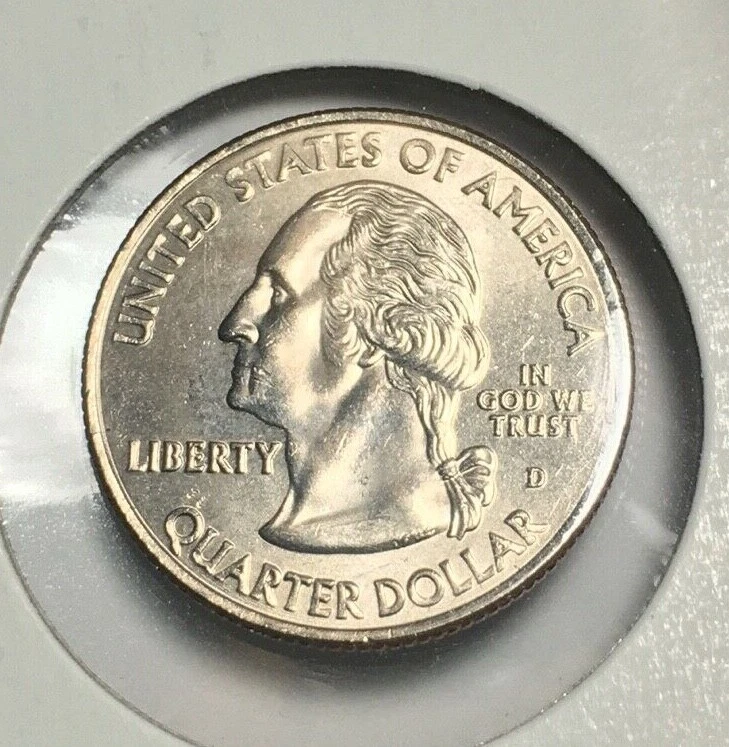 UNITED STATES OF AMERICA
IN
GOD WE
TRUST
LIBERTY
D
QUARTER DOLLAR